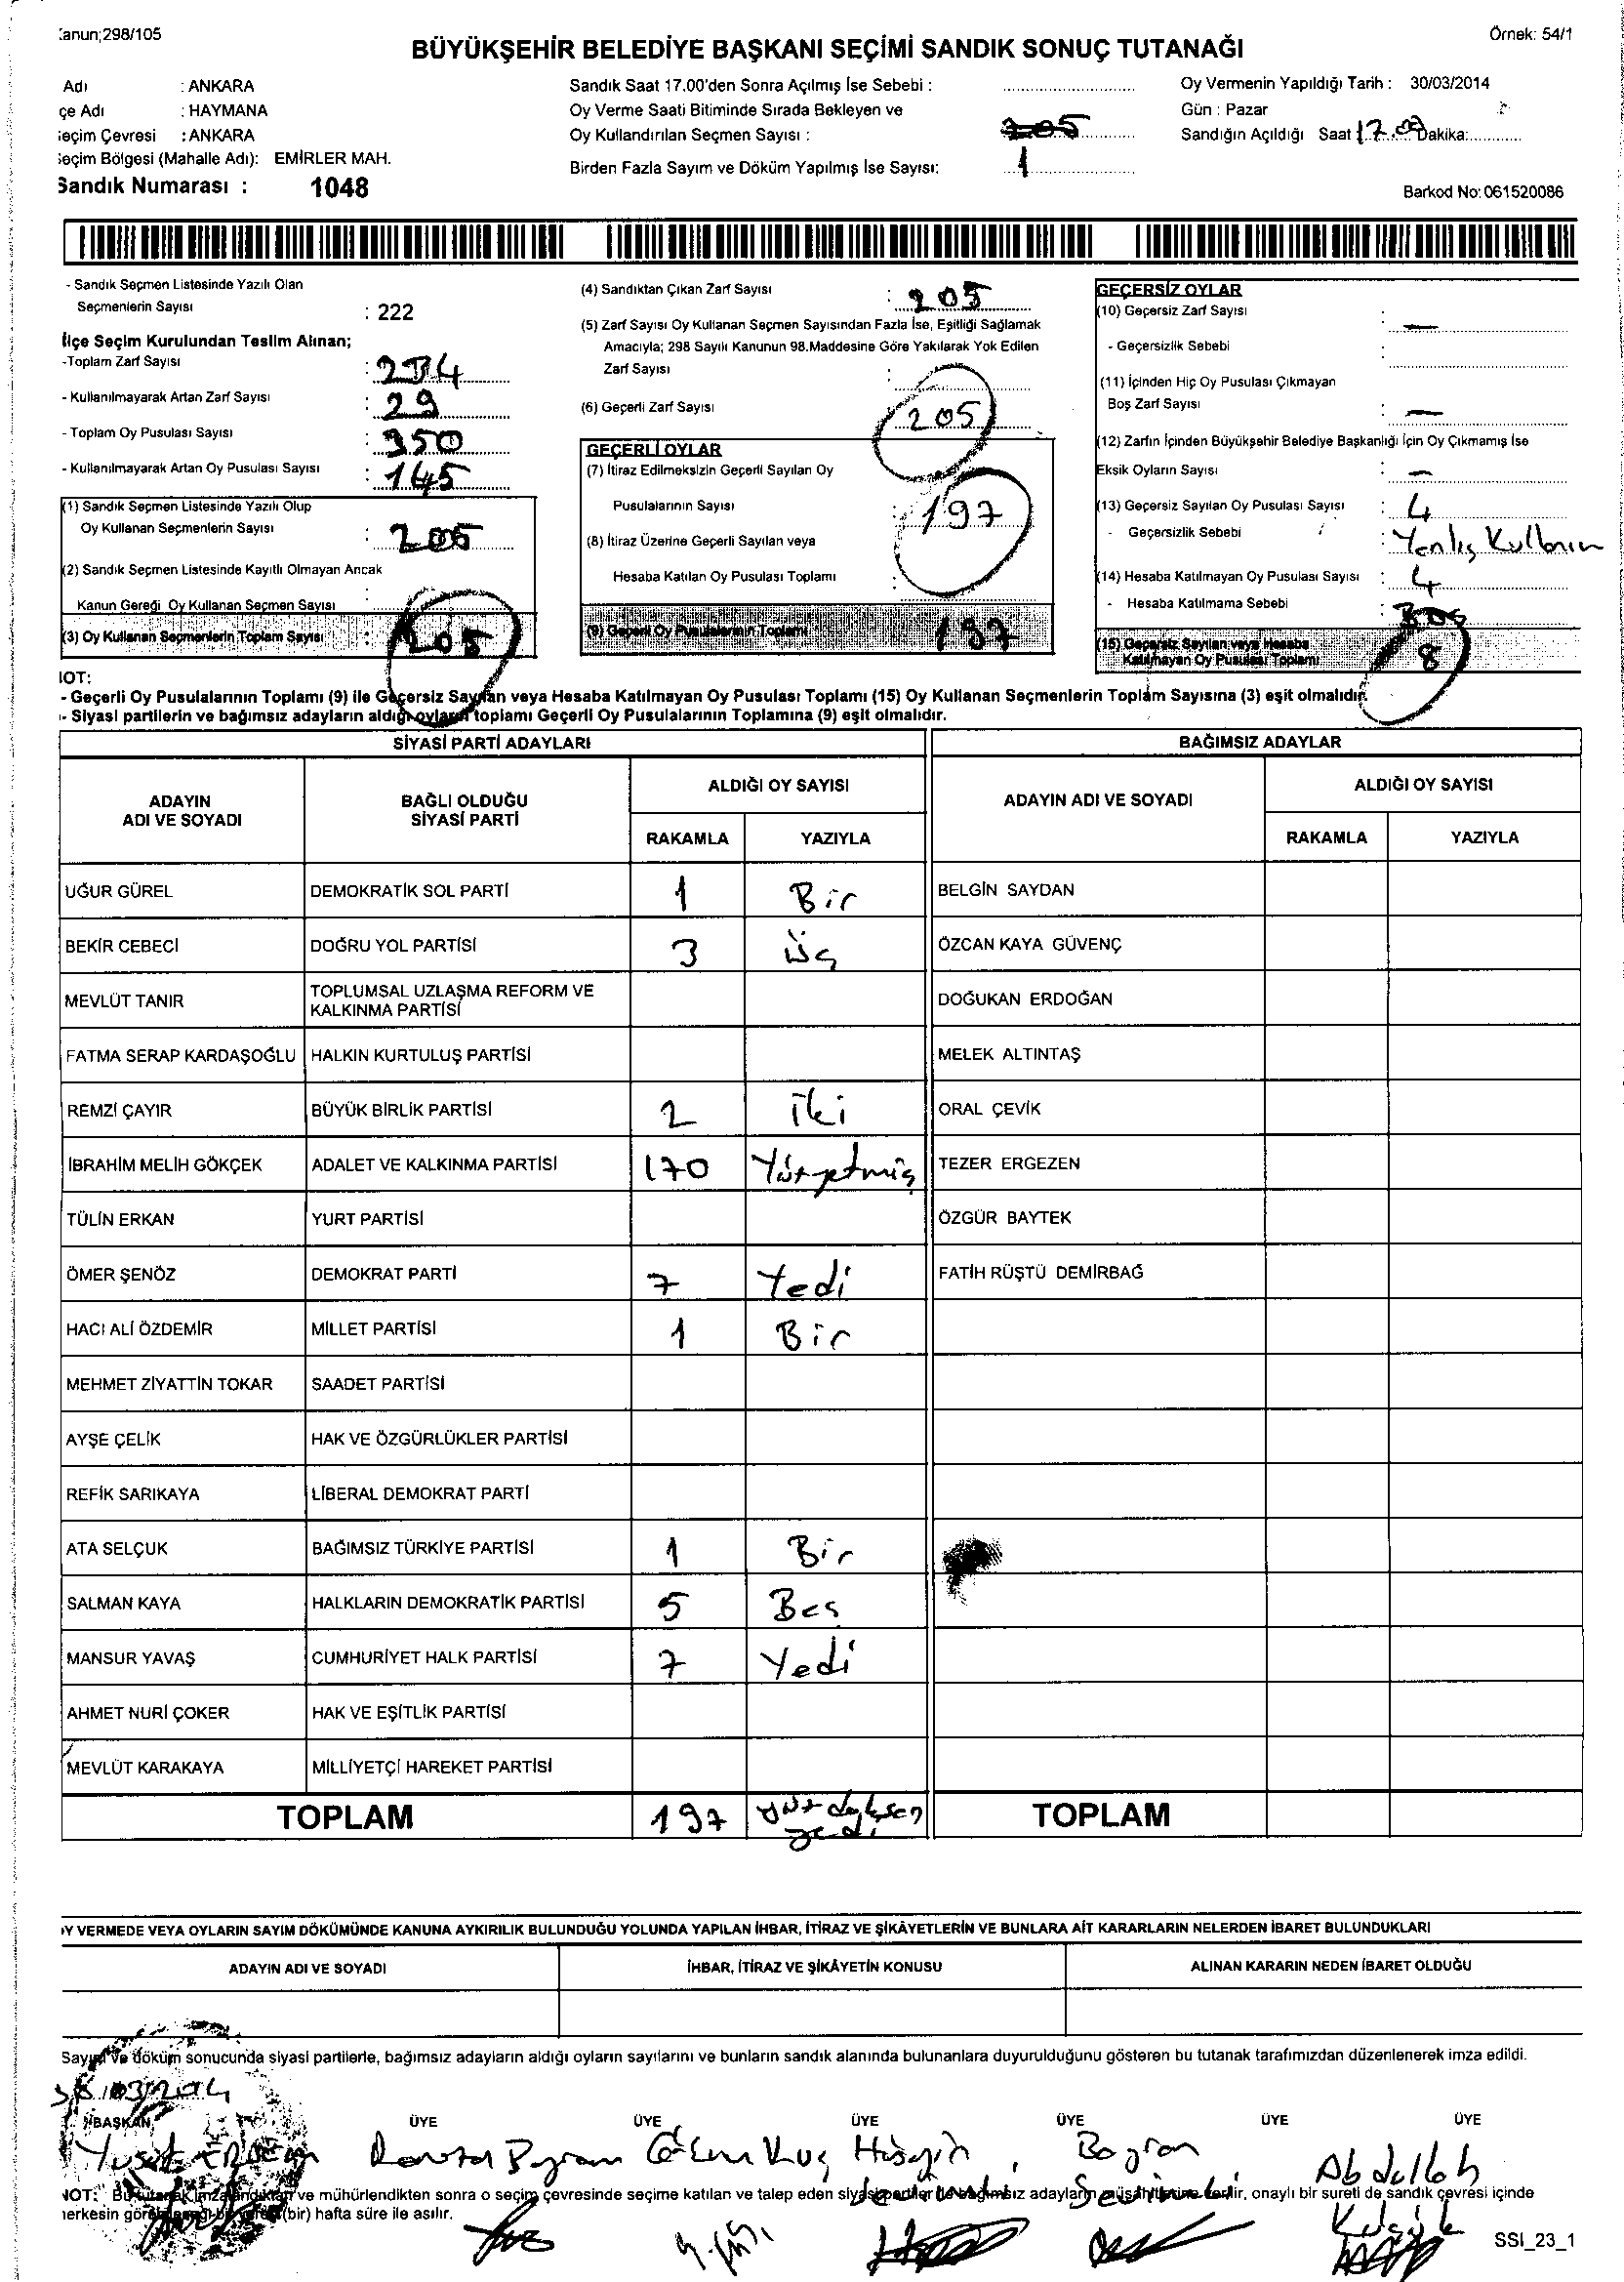 Kanun;298/105
Örnek: 54/1
BÜYÜKŞEHİR BELEDİYE BAŞKANI SEÇİMİ SANDIK SONUÇ TUTANAĞI
Adı : ANKARA
çe Adı : HAYMANA
eçim Çevresi : ANKARA
Seçim Bölgesi (Mahalle Adı): EMİRLER MAH.
Sandık Numarası : 1048
Sandık Saat 17.00'den Sonra Açılmış İse Sebebi :
Oy Verme Saati Bitiminde Sırada Bekleyen ve
Oy Kullandırılan Seçmen Sayısı : 205
Birden Fazla Sayım ve Döküm Yapılmış İse Sayısı: 1
Oy Vermenin Yapıldığı Tarih : 30/03/2014
Gün : Pazar
Sandığın Açıldığı Saat 17.00 Dakika:
Barkod No: 061520086
- Sandık Seçmen Listesinde Yazılı Olan
Seçmenlerin Sayısı : 222
İlçe Seçim Kurulundan Teslim Alınan;
-Toplam Zarf Sayısı : 234
- Kullanılmayarak Artan Zarf Sayısı : 29
- Toplam Oy Pusulası Sayısı : 350
- Kullanılmayarak Artan Oy Pusulası Sayısı : 145
(1) Sandık Seçmen Listesinde Yazılı Olup
Oy Kullanan Seçmenlerin Sayısı : 205
(2) Sandık Seçmen Listesinde Kayıtlı Olmayan Ancak
Kanun Gereği Oy Kullanan Seçmen Sayısı :
(3) Oy Kullanan Seçmenlerin Toplam Sayısı : 205
(4) Sandıktan Çıkan Zarf Sayısı : 205
(5) Zarf Sayısı Oy Kullanan Seçmen Sayısından Fazla İse, Eşitliği Sağlamak
Amacıyla; 298 Sayılı Kanunun 98.Maddesine Göre Yakılarak Yok Edilen
Zarf Sayısı :
(6) Geçerli Zarf Sayısı : 205
GEÇERLİ OYLAR
(7) İtiraz Edilmeksizin Geçerli Sayılan Oy
Pusulalarının Sayısı : 197
(8) İtiraz Üzerine Geçerli Sayılan veya
Hesaba Katılan Oy Pusulası Toplamı :
(9) Geçerli Oy Pusulalarının Toplamı 197
GEÇERSİZ OYLAR
(10) Geçersiz Zarf Sayısı : —
- Geçersizlik Sebebi :
(11) İçinden Hiç Oy Pusulası Çıkmayan
Boş Zarf Sayısı : —
(12) Zarfın İçinden Büyükşehir Belediye Başkanlığı İçin Oy Çıkmamış İse
Eksik Oyların Sayısı : —
(13) Geçersiz Sayılan Oy Pusulası Sayısı : 4
- Geçersizlik Sebebi : Yanlış Kullanım
(14) Hesaba Katılmayan Oy Pusulası Sayısı : 4
- Hesaba Katılmama Sebebi :
(15) Geçersiz Sayılan veya Hesaba
Katılmayan Oy Pusulası Toplamı 8
NOT:
- Geçerli Oy Pusulalarının Toplamı (9) ile Geçersiz Sayılan veya Hesaba Katılmayan Oy Pusulası Toplamı (15) Oy Kullanan Seçmenlerin Toplam Sayısına (3) eşit olmalıdır.
- Siyasi partilerin ve bağımsız adayların aldığı oyların toplamı Geçerli Oy Pusulalarının Toplamına (9) eşit olmalıdır.
SİYASİ PARTİ ADAYLARI BAĞIMSIZ ADAYLAR
ADAYIN ADI VE SOYADI BAĞLI OLDUĞU SİYASİ PARTİ ALDIĞI OY SAYISI ADAYIN ADI VE SOYADI ALDIĞI OY SAYISI
RAKAMLA YAZIYLA RAKAMLA YAZIYLA
UĞUR GÜREL DEMOKRATİK SOL PARTİ 1 Bir BELGİN SAYDAN
BEKİR CEBECİ DOĞRU YOL PARTİSİ 3 üç ÖZCAN KAYA GÜVENÇ
MEVLÜT TANIR TOPLUMSAL UZLAŞMA REFORM VE KALKINMA PARTİSİ DOĞUKAN ERDOĞAN
FATMA SERAP KARDAŞOĞLU HALKIN KURTULUŞ PARTİSİ MELEK ALTINTAŞ
REMZİ ÇAYIR BÜYÜK BİRLİK PARTİSİ 2 iki ORAL ÇEVİK
İBRAHİM MELİH GÖKÇEK ADALET VE KALKINMA PARTİSİ 170 Yüzyetmiş TEZER ERGEZEN
TÜLİN ERKAN YURT PARTİSİ ÖZGÜR BAYTEK
ÖMER ŞENÖZ DEMOKRAT PARTİ 7 Yedi FATİH RÜŞTÜ DEMİRBAĞ
HACI ALİ ÖZDEMİR MİLLET PARTİSİ 1 Bir
MEHMET ZİYATTİN TOKAR SAADET PARTİSİ
AYŞE ÇELİK HAK VE ÖZGÜRLÜKLER PARTİSİ
REFİK SARIKAYA LİBERAL DEMOKRAT PARTİ
ATA SELÇUK BAĞIMSIZ TÜRKİYE PARTİSİ 1 Bir
SALMAN KAYA HALKLARIN DEMOKRATİK PARTİSİ 5 Beş
MANSUR YAVAŞ CUMHURİYET HALK PARTİSİ 7 Yedi
AHMET NURİ ÇOKER HAK VE EŞİTLİK PARTİSİ
MEVLÜT KARAKAYA MİLLİYETÇİ HAREKET PARTİSİ
TOPLAM 197 yüz doksan yedi TOPLAM
OY VERMEDE VEYA OYLARIN SAYIM DÖKÜMÜNDE KANUNA AYKIRILIK BULUNDUĞU YOLUNDA YAPILAN İHBAR, İTİRAZ VE ŞİKÂYETLERİN VE BUNLARA AİT KARARLARIN NELERDEN İBARET BULUNDUKLARI
ADAYIN ADI VE SOYADI İHBAR, İTİRAZ VE ŞİKÂYETİN KONUSU ALINAN KARARIN NEDEN İBARET OLDUĞU
Sayım ve döküm sonucunda siyasi partilerle, bağımsız adayların aldığı oyların sayılarını ve bunların sandık alanında bulunanlara duyurulduğunu gösteren bu tutanak tarafımızdan düzenlenerek imza edildi.
BAŞKAN ÜYE ÜYE ÜYE ÜYE ÜYE ÜYE
Hüseyin Abdullah
NOT: Bu tutanak imzalandıktan ve mühürlendikten sonra o seçim çevresinde seçime katılan ve talep eden siyasi partiler ile bağımsız adayların müşahitlerine verilir, onaylı bir sureti de sandık çevresi içinde
herkesin görebileceği bir yere (bir) hafta süre ile asılır.
SSI_23_1